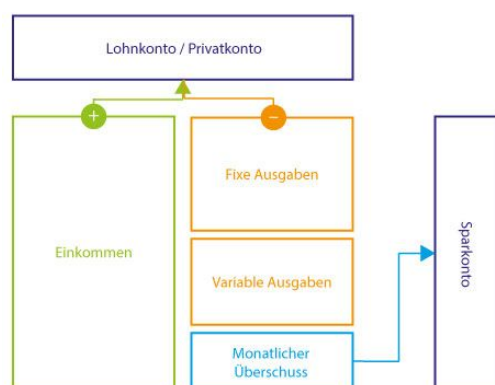 Lohnkonto / Privatkonto
+
–
Fixe Ausgaben
Einkommen
Variable Ausgaben
Sparkonto
Monatlicher
Überschuss